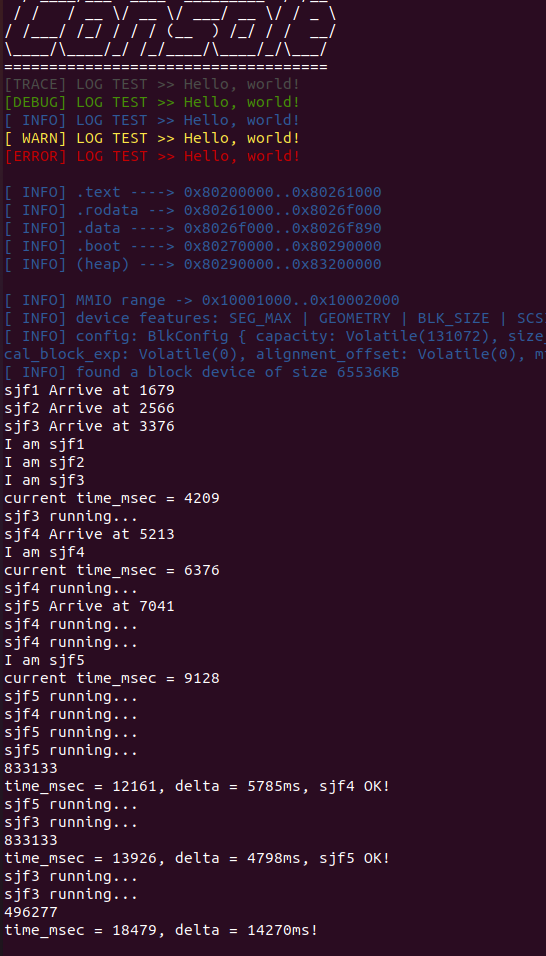 / /   / __ \/ __ \/ ___/ __ \/ / _ \
/ /___/ /_/ / / / (__  ) /_/ / /  __/
\____/\____/_/ /_/____/\____/_/\___/
====================================
[TRACE] LOG TEST >> Hello, world!
[DEBUG] LOG TEST >> Hello, world!
[ INFO] LOG TEST >> Hello, world!
[ WARN] LOG TEST >> Hello, world!
[ERROR] LOG TEST >> Hello, world!
[ INFO] .text ----> 0x80200000..0x80261000
[ INFO] .rodata --> 0x80261000..0x8026f000
[ INFO] .data ----> 0x8026f000..0x8026f890
[ INFO] .boot ----> 0x80270000..0x80290000
[ INFO] (heap) ---> 0x80290000..0x83200000
[ INFO] MMIO range -> 0x10001000..0x10002000
[ INFO] device features: SEG_MAX | GEOMETRY | BLK_SIZE | SCS
[ INFO] config: BlkConfig { capacity: Volatile(131072), size_
cal_block_exp: Volatile(0), alignment_offset: Volatile(0), m
[ INFO] found a block device of size 65536KB
sjf1 Arrive at 1679
sjf2 Arrive at 2566
sjf3 Arrive at 3376
I am sjf1
I am sjf2
I am sjf3
current time_msec = 4209
sjf3 running...
sjf4 Arrive at 5213
I am sjf4
current time_msec = 6376
sjf4 running...
sjf5 Arrive at 7041
sjf4 running...
sjf4 running...
I am sjf5
current time_msec = 9128
sjf5 running...
sjf4 running...
sjf5 running...
sjf5 running...
833133
time_msec = 12161, delta = 5785ms, sjf4 OK!
sjf5 running...
sjf3 running...
833133
time_msec = 13926, delta = 4798ms, sjf5 OK!
sjf3 running...
sjf3 running...
496277
time_msec = 18479, delta = 14270ms!